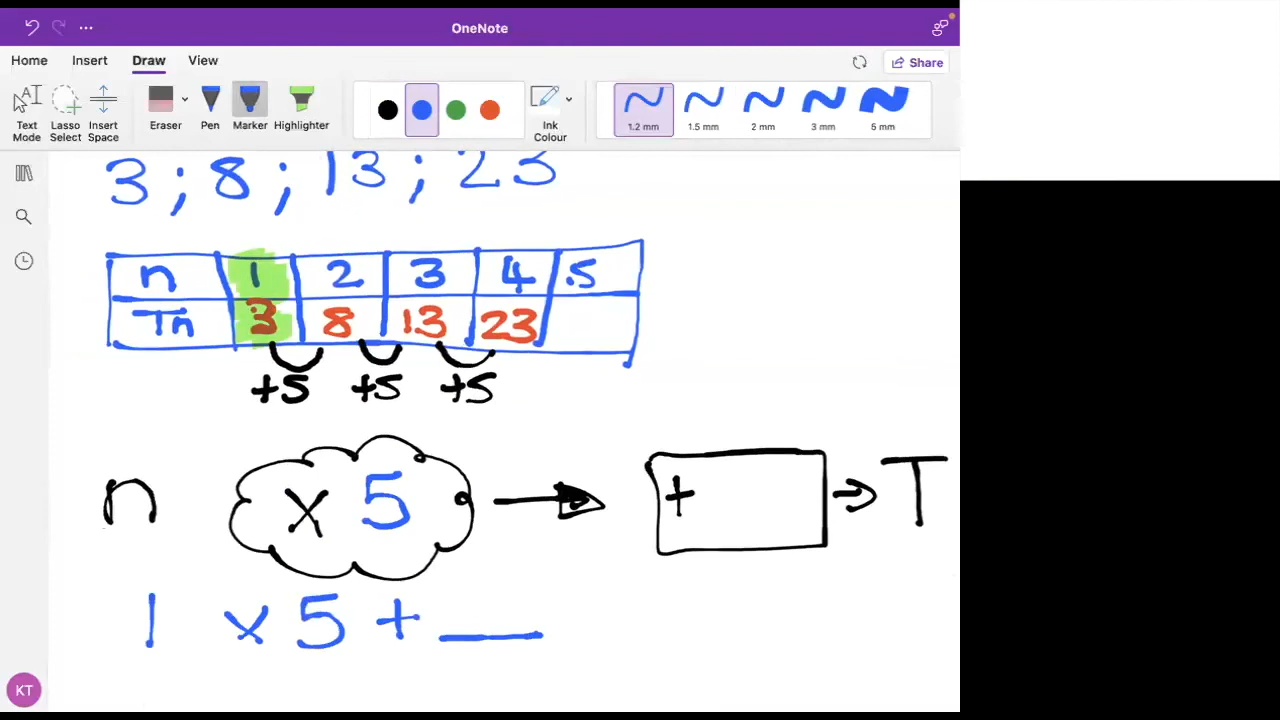 OneNote
Home Insert Draw View
Share
Text Mode Lasso Select Insert Space Eraser Pen Marker Highlighter Ink Colour 1.2 mm 1.5 mm 2 mm 3 mm 5 mm
3 ; 8 ; 13 ; 23
n 1 2 3 4 5
Tn 3 8 13 23
+5 +5 +5
n × 5 → + ⇒ T
1 × 5 + __
KT